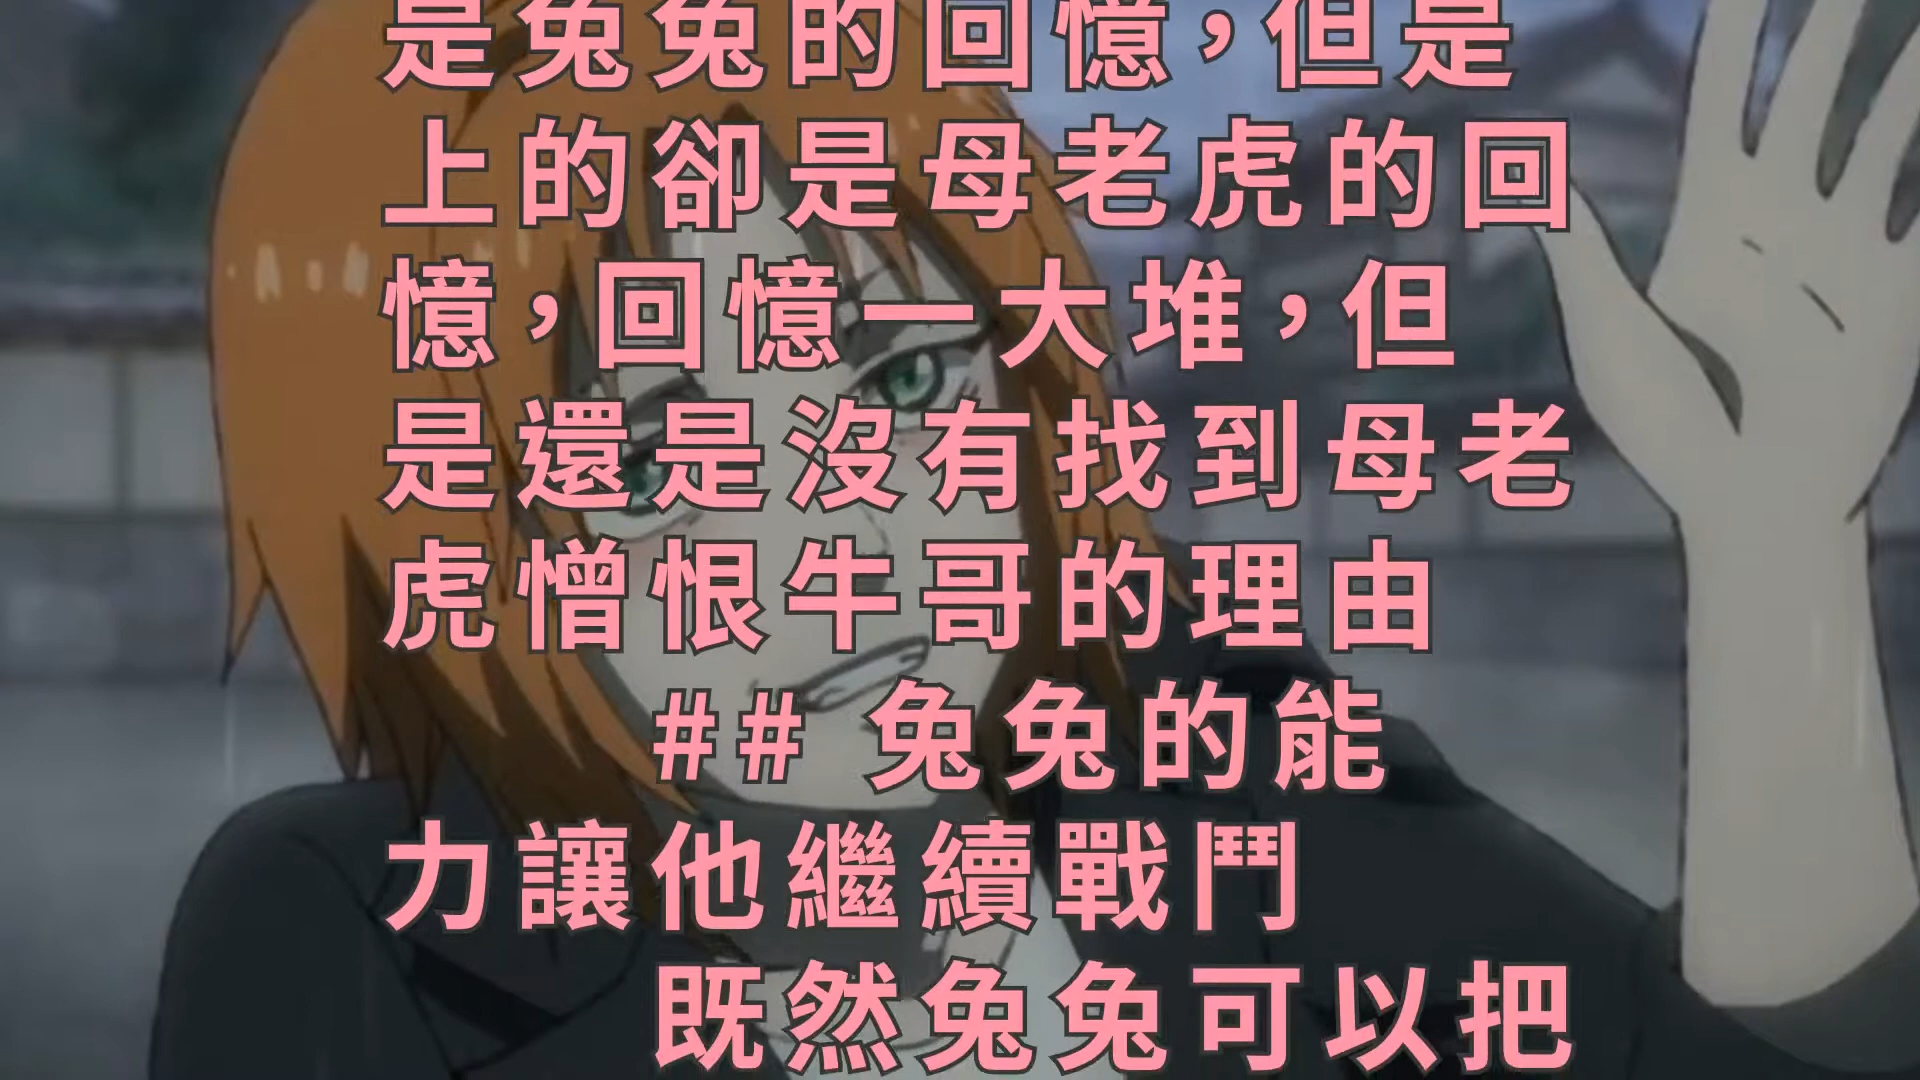 是兔兔的回憶，但是
上的卻是母老虎的回
憶，回憶一大堆，但
是還是沒有找到母老
虎憎恨牛哥的理由
## 兔兔的能
力讓他繼續戰鬥
既然兔兔可以把